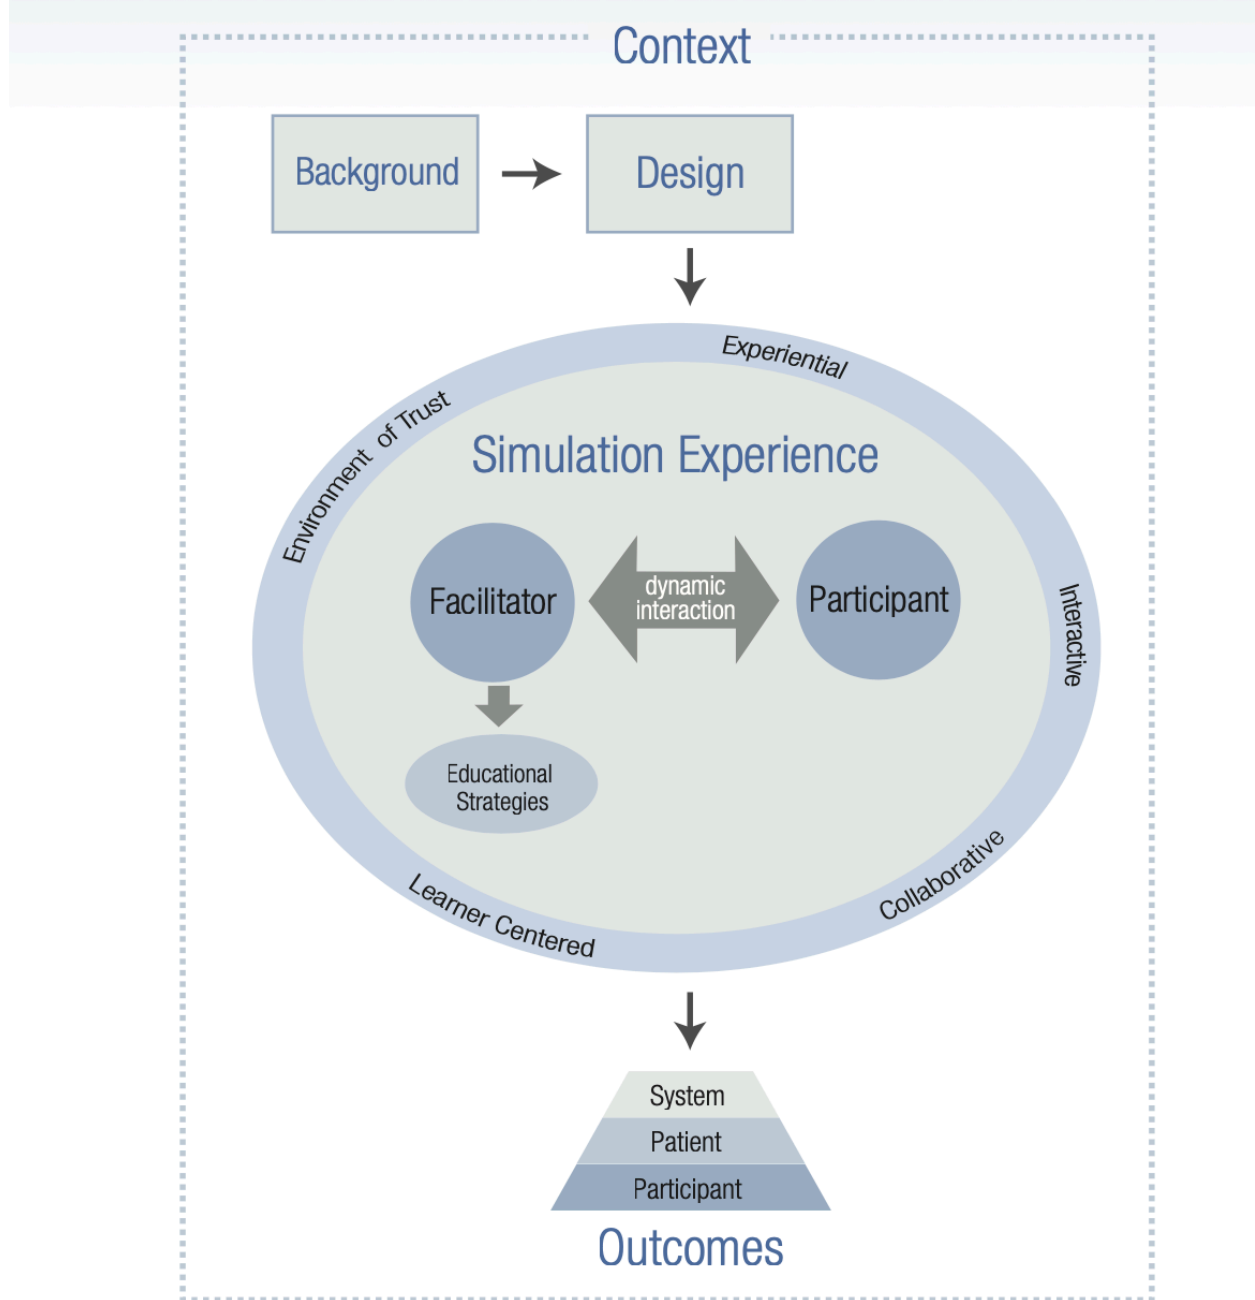 Context
Background
Design
Experiential
Environment of Trust
Simulation Experience
Facilitator
dynamic
interaction
Participant
Interactive
Educational
Strategies
Collaborative
Learner Centered
System
Patient
Participant
Outcomes